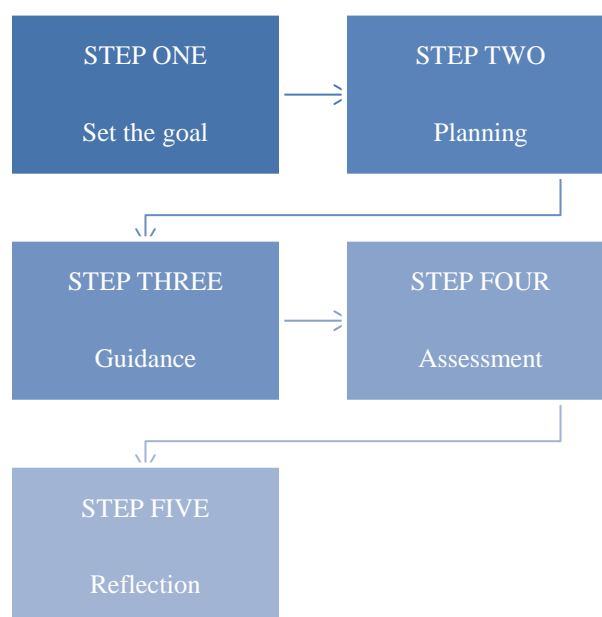 STEP ONE
Set the goal
STEP TWO
Planning
STEP THREE
Guidance
STEP FOUR
Assessment
STEP FIVE
Reflection